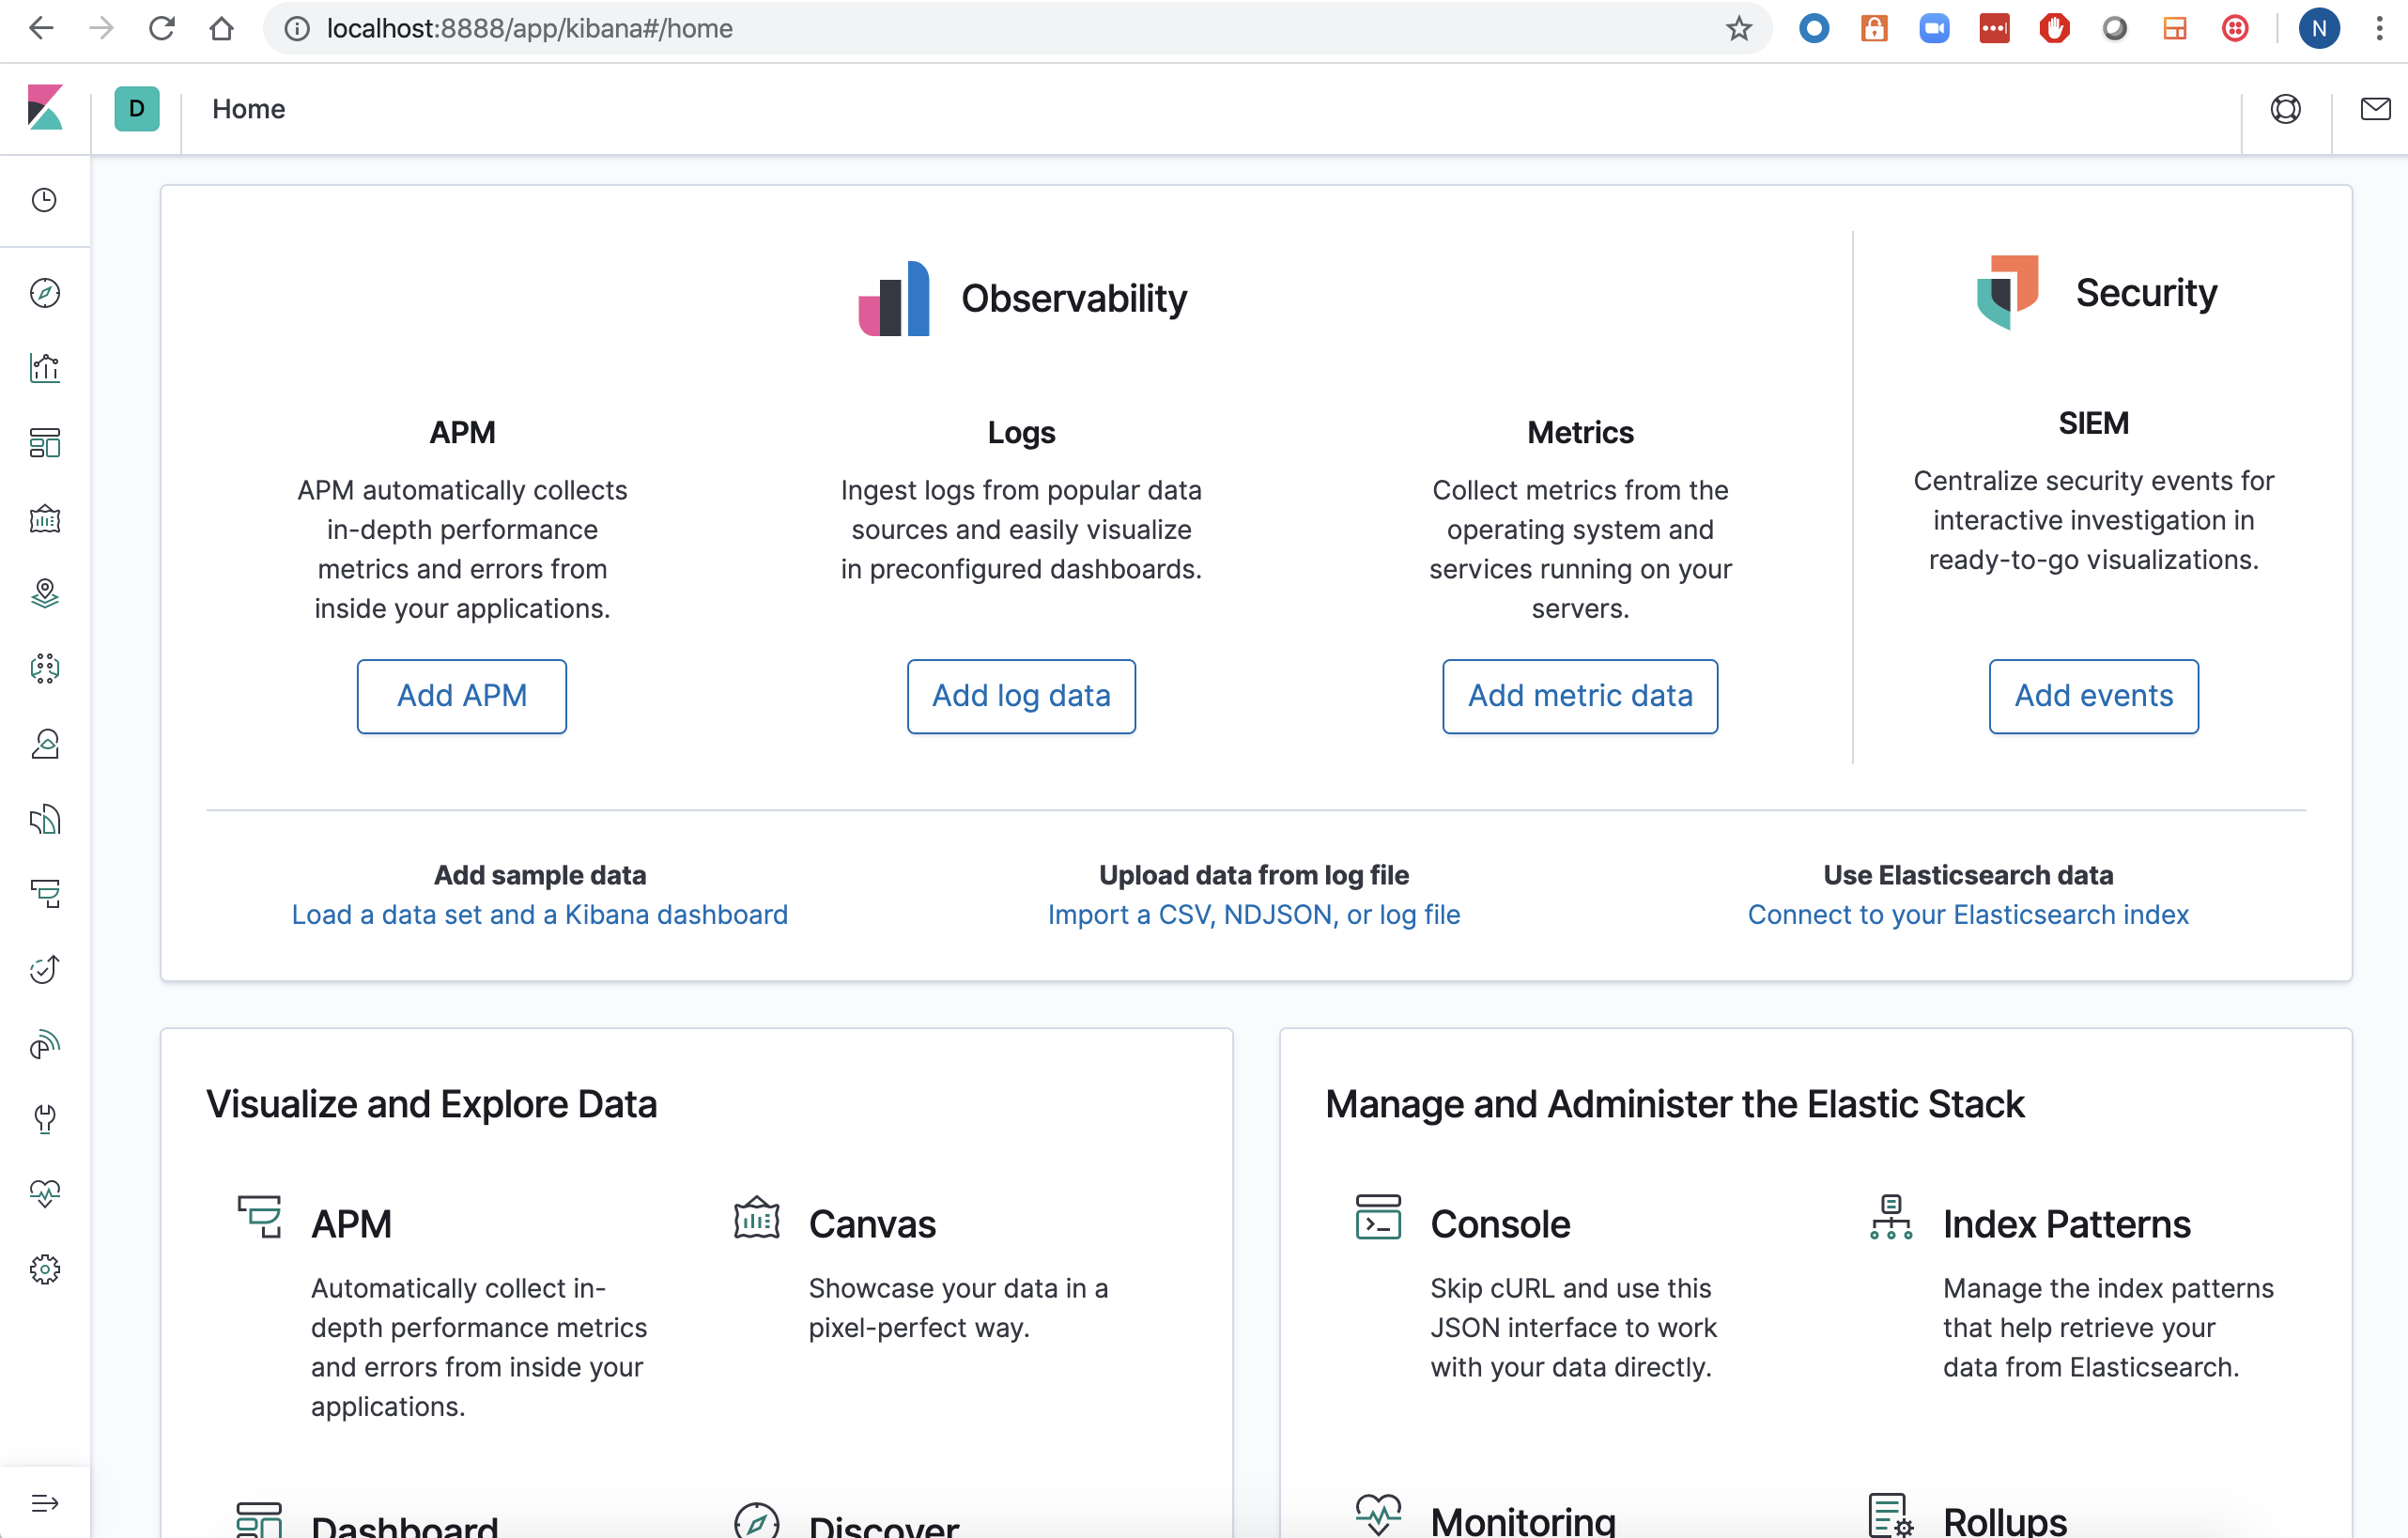 localhost:8888/app/kibana#/home
N
D
Home
Observability
Security
APM
APM automatically collects
in-depth performance
metrics and errors from
inside your applications.
Add APM
Logs
Ingest logs from popular data
sources and easily visualize
in preconfigured dashboards.
Add log data
Metrics
Collect metrics from the
operating system and
services running on your
servers.
Add metric data
SIEM
Centralize security events for
interactive investigation in
ready-to-go visualizations.
Add events
Add sample data
Load a data set and a Kibana dashboard
Upload data from log file
Import a CSV, NDJSON, or log file
Use Elasticsearch data
Connect to your Elasticsearch index
Visualize and Explore Data
APM
Automatically collect in-
depth performance metrics
and errors from inside your
applications.
Canvas
Showcase your data in a
pixel-perfect way.
Dashboard
Discover
Manage and Administer the Elastic Stack
Console
Skip cURL and use this
JSON interface to work
with your data directly.
Index Patterns
Manage the index patterns
that help retrieve your
data from Elasticsearch.
Monitoring
Rollups